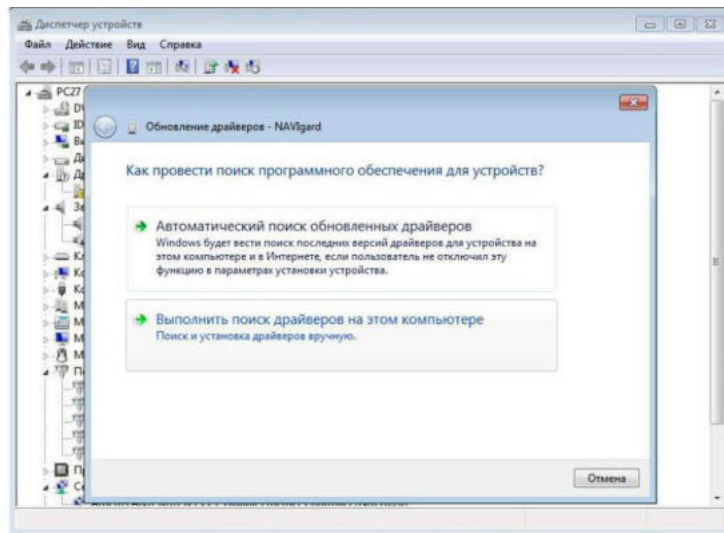 Диспетчер устройств
Файл Действие Вид Справка
PC27
Обновление драйверов - NAVIgard
Как провести поиск программного обеспечения для устройств?
Автоматический поиск обновленных драйверов
Windows будет вести поиск последних версий драйверов для устройства на
этом компьютере и в Интернете, если пользователь не отключил эту
функцию в параметрах установки устройства.
Выполнить поиск драйверов на этом компьютере
Поиск и установка драйверов вручную.
Отмена